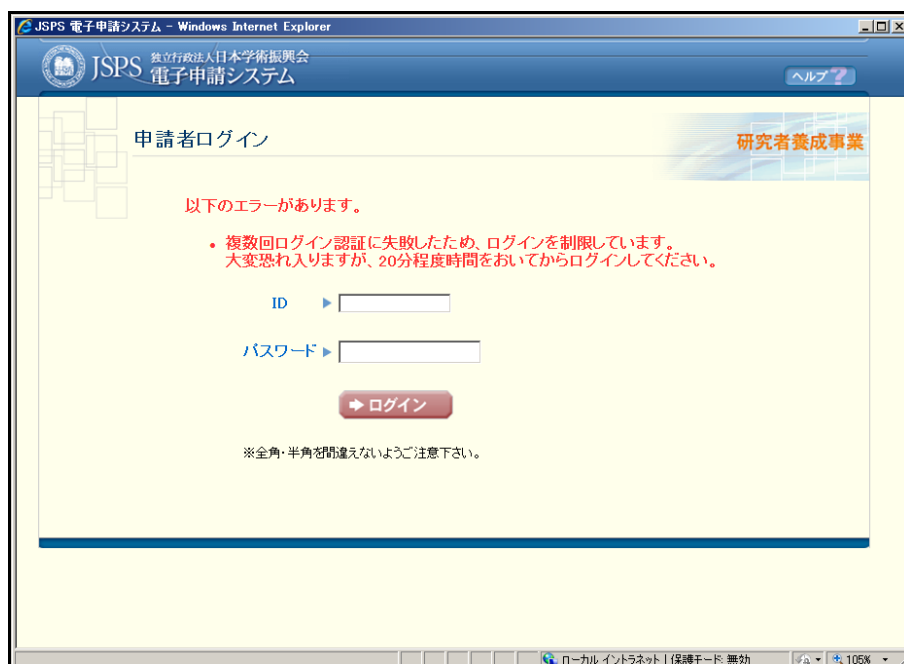 JSPS 電子申請システム - Windows Internet Explorer
JSPS 独立行政法人日本学術振興会
電子申請システム
ヘルプ?
申請者ログイン
研究者養成事業
以下のエラーがあります。
• 複数回ログイン認証に失敗したため、ログインを制限しています。
大変恐れ入りますが、20分程度時間をおいてからログインしてください。
ID
パスワード
ログイン
※全角・半角を間違えないようご注意下さい。
ローカル イントラネット | 保護モード: 無効
105%